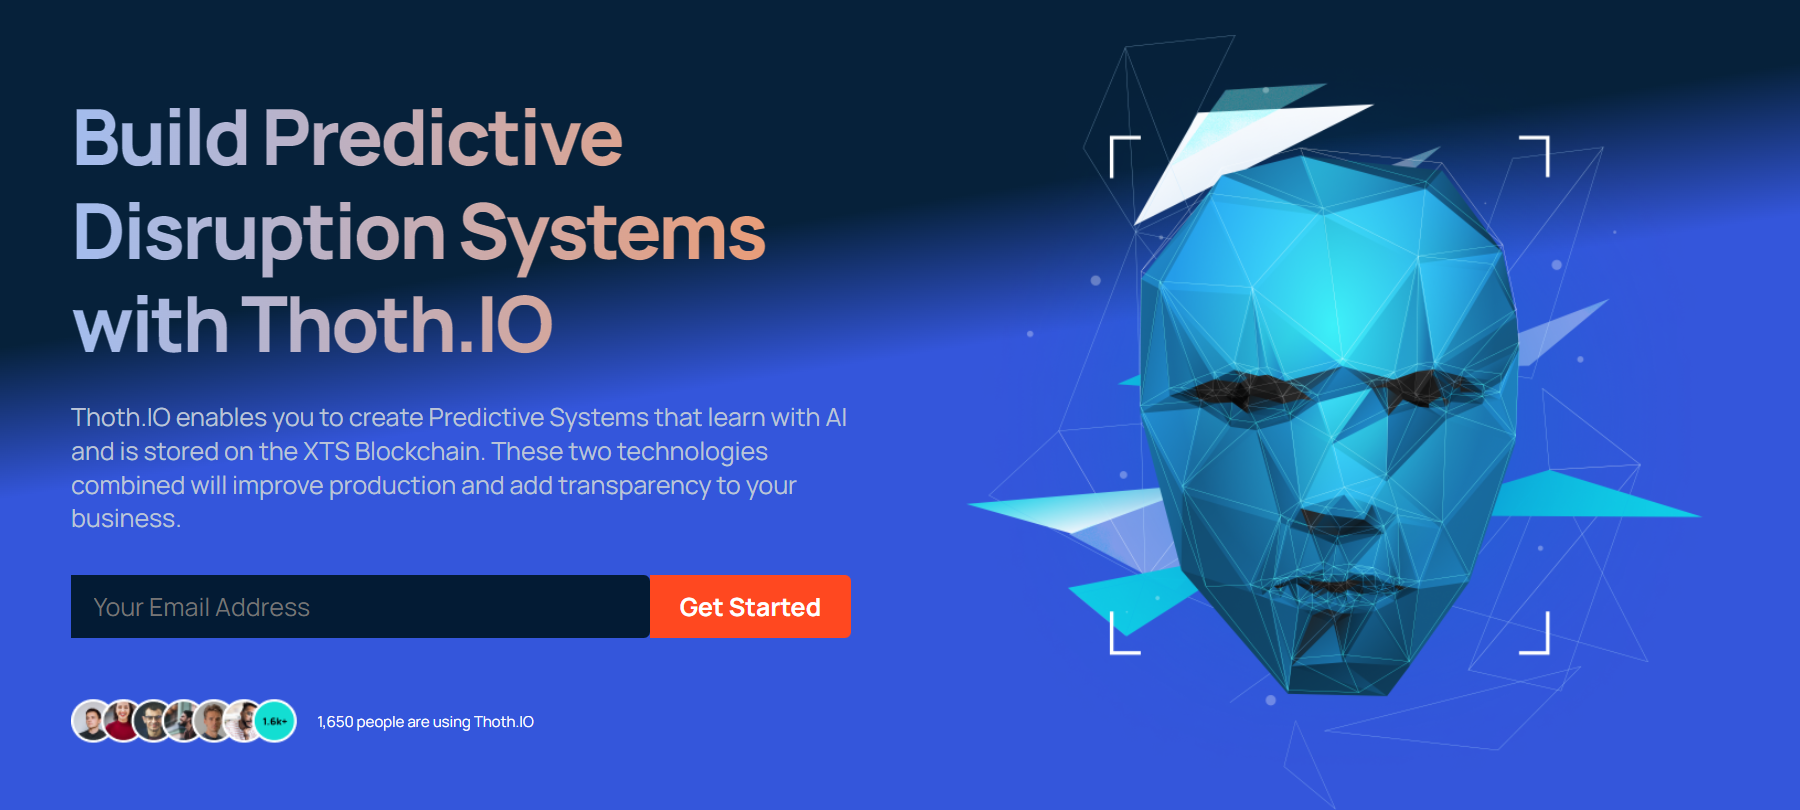 Build Predictive
Disruption Systems
with Thoth.IO
Thoth.IO enables you to create Predictive Systems that learn with AI
and is stored on the XTS Blockchain. These two technologies
combined will improve production and add transparency to your
business.
Your Email Address
Get Started
1.6k+
1,650 people are using Thoth.IO